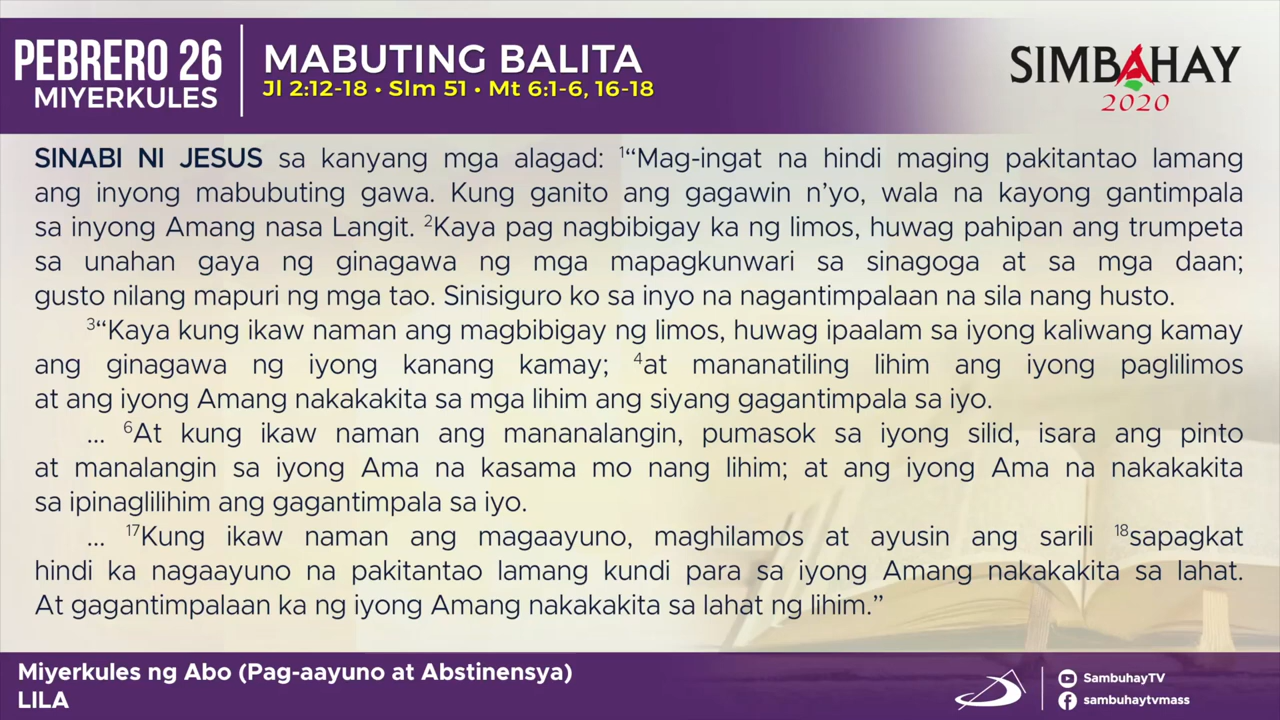 PEBRERO 26
MIYERKULES
MABUTING BALITA
Jl 2:12-18 • Slm 51 • Mt 6:1-6, 16-18
SIMBAHAY
2020
SINABI NI JESUS sa kanyang mga alagad: ¹“Mag-ingat na hindi maging pakitantao lamang
ang inyong mabubuting gawa. Kung ganito ang gagawin n’yo, wala na kayong gantimpala
sa inyong Amang nasa Langit. ²Kaya pag nagbibigay ka ng limos, huwag pahipan ang trumpeta
sa unahan gaya ng ginagawa ng mga mapagkunwari sa sinagoga at sa mga daan;
gusto nilang mapuri ng mga tao. Sinisiguro ko sa inyo na nagantimpalaan na sila nang husto.
³“Kaya kung ikaw naman ang magbibigay ng limos, huwag ipaalam sa iyong kaliwang kamay
ang ginagawa ng iyong kanang kamay; ⁴at mananatiling lihim ang iyong paglilimos
at ang iyong Amang nakakakita sa mga lihim ang siyang gagantimpala sa iyo.
... ⁶At kung ikaw naman ang mananalangin, pumasok sa iyong silid, isara ang pinto
at manalangin sa iyong Ama na kasama mo nang lihim; at ang iyong Ama na nakakakita
sa ipinaglilihim ang gagantimpala sa iyo.
... ¹⁷Kung ikaw naman ang magaayuno, maghilamos at ayusin ang sarili ¹⁸sapagkat
hindi ka nagaayuno na pakitantao lamang kundi para sa iyong Amang nakakakita sa lahat.
At gagantimpalaan ka ng iyong Amang nakakakita sa lahat ng lihim.”
Miyerkules ng Abo (Pag-aayuno at Abstinensya)
LILA
SambuhayTV
sambuhaytvmass